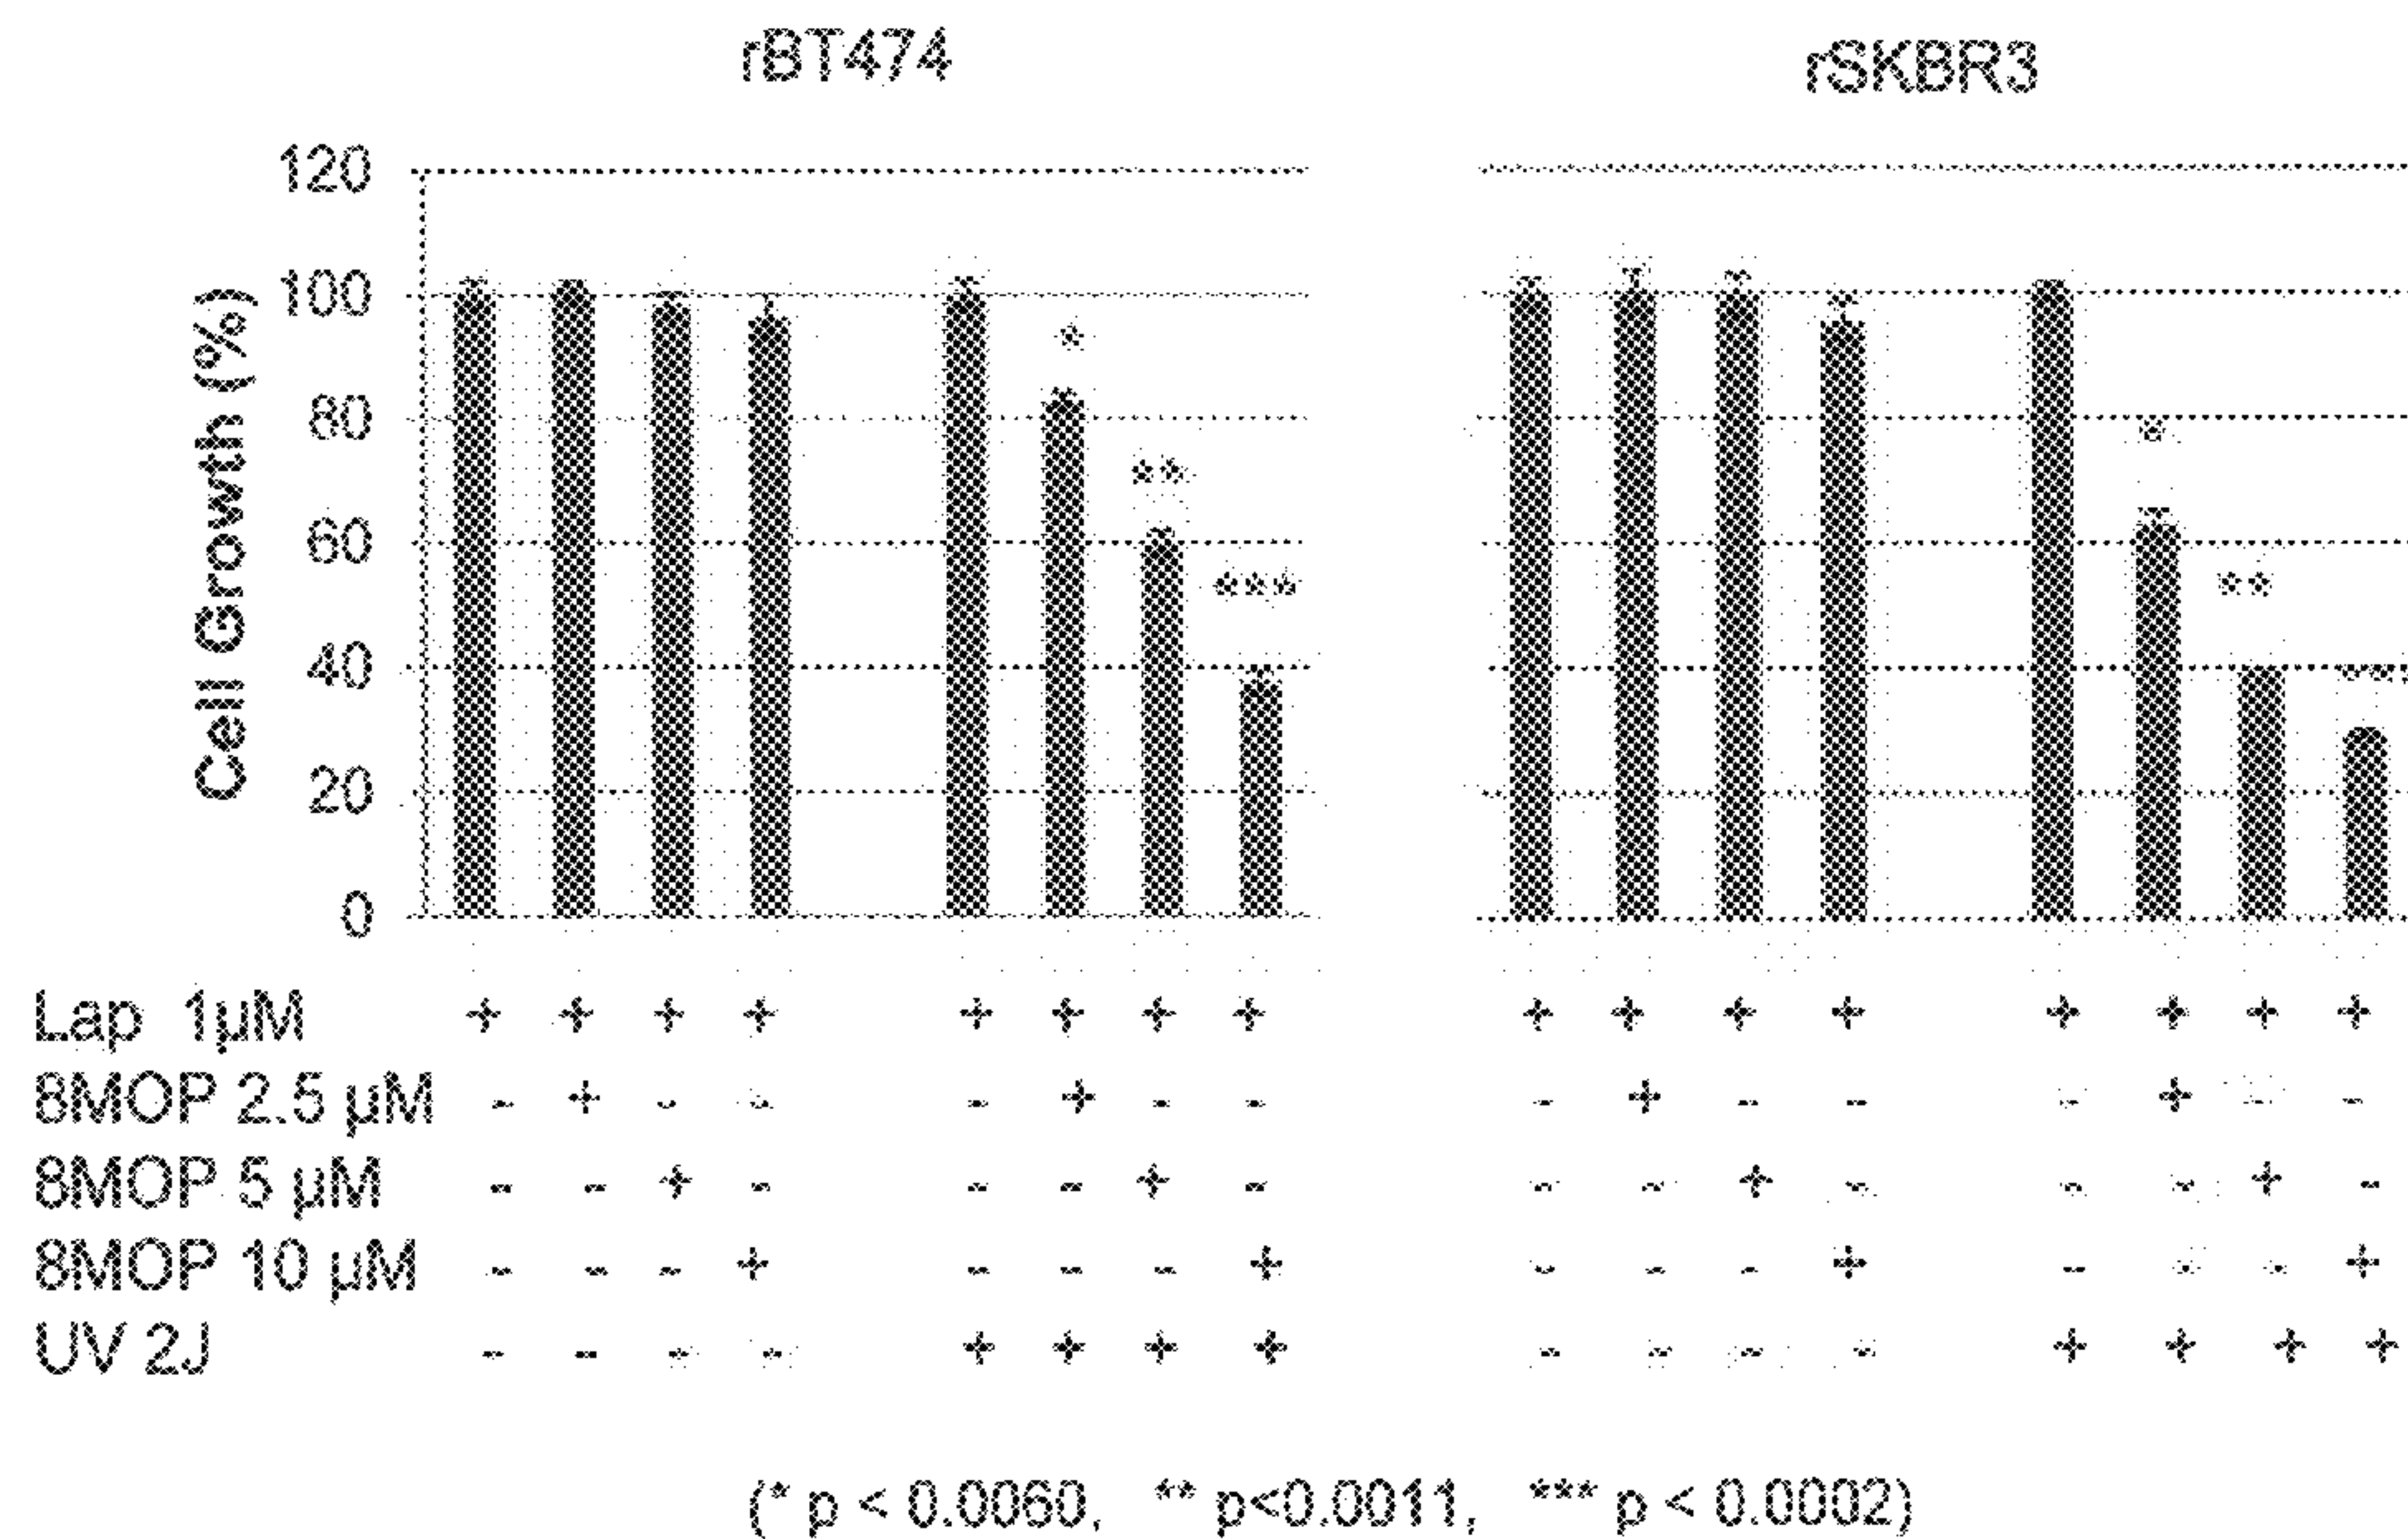 rBT474 rSKBR3
120
100
80
60
40
20
0
Cell Growth (%)
*
**
***
*
**
***
Lap 1µM + + + + + + + + + + + + + + + +
8MOP 2.5 µM - + - - - + - - - + - - - + - -
8MOP 5 µM - - + - - - + - - - + - - - + -
8MOP 10 µM - - - + - - - + - - - + - - - +
UV 2J - - - - + + + + - - - - + + + +
(* p < 0.0060, ** p<0.0011, *** p < 0.0002)